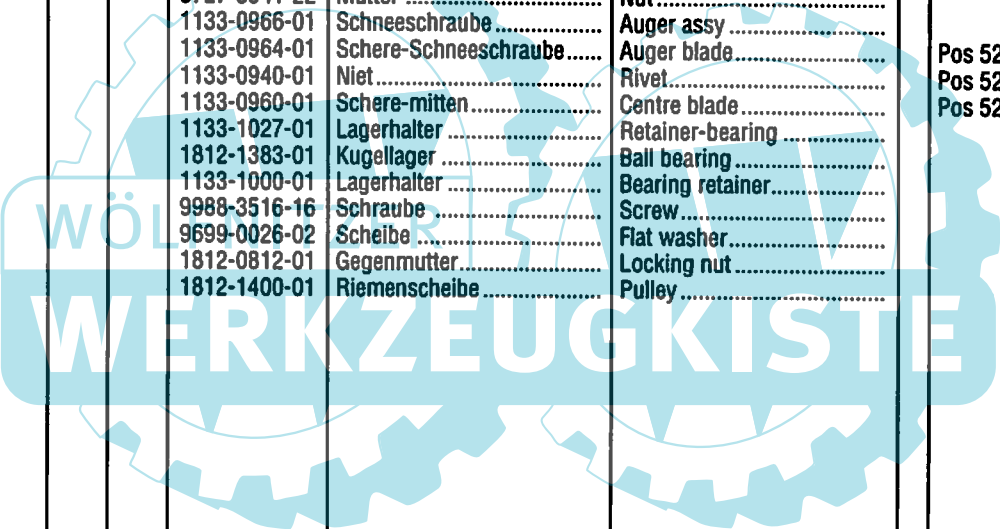 Mutter Nut
1133-0966-01 Schneeschraube Auger assy
1133-0964-01 Schere-Schneeschraube Auger blade Pos 52
1133-0940-01 Niet Rivet Pos 52
1133-0960-01 Schere-mitten Centre blade Pos 52
1133-1027-01 Lagerhalter Retainer-bearing
1812-1383-01 Kugellager Ball bearing
1133-1000-01 Lagerhalter Bearing retainer
9988-3516-16 Schraube Screw
9699-0026-02 Scheibe Flat washer
1812-0812-01 Gegenmutter Locking nut
1812-1400-01 Riemenscheibe Pulley
WÖLFNITZER
WERKZEUGKISTE